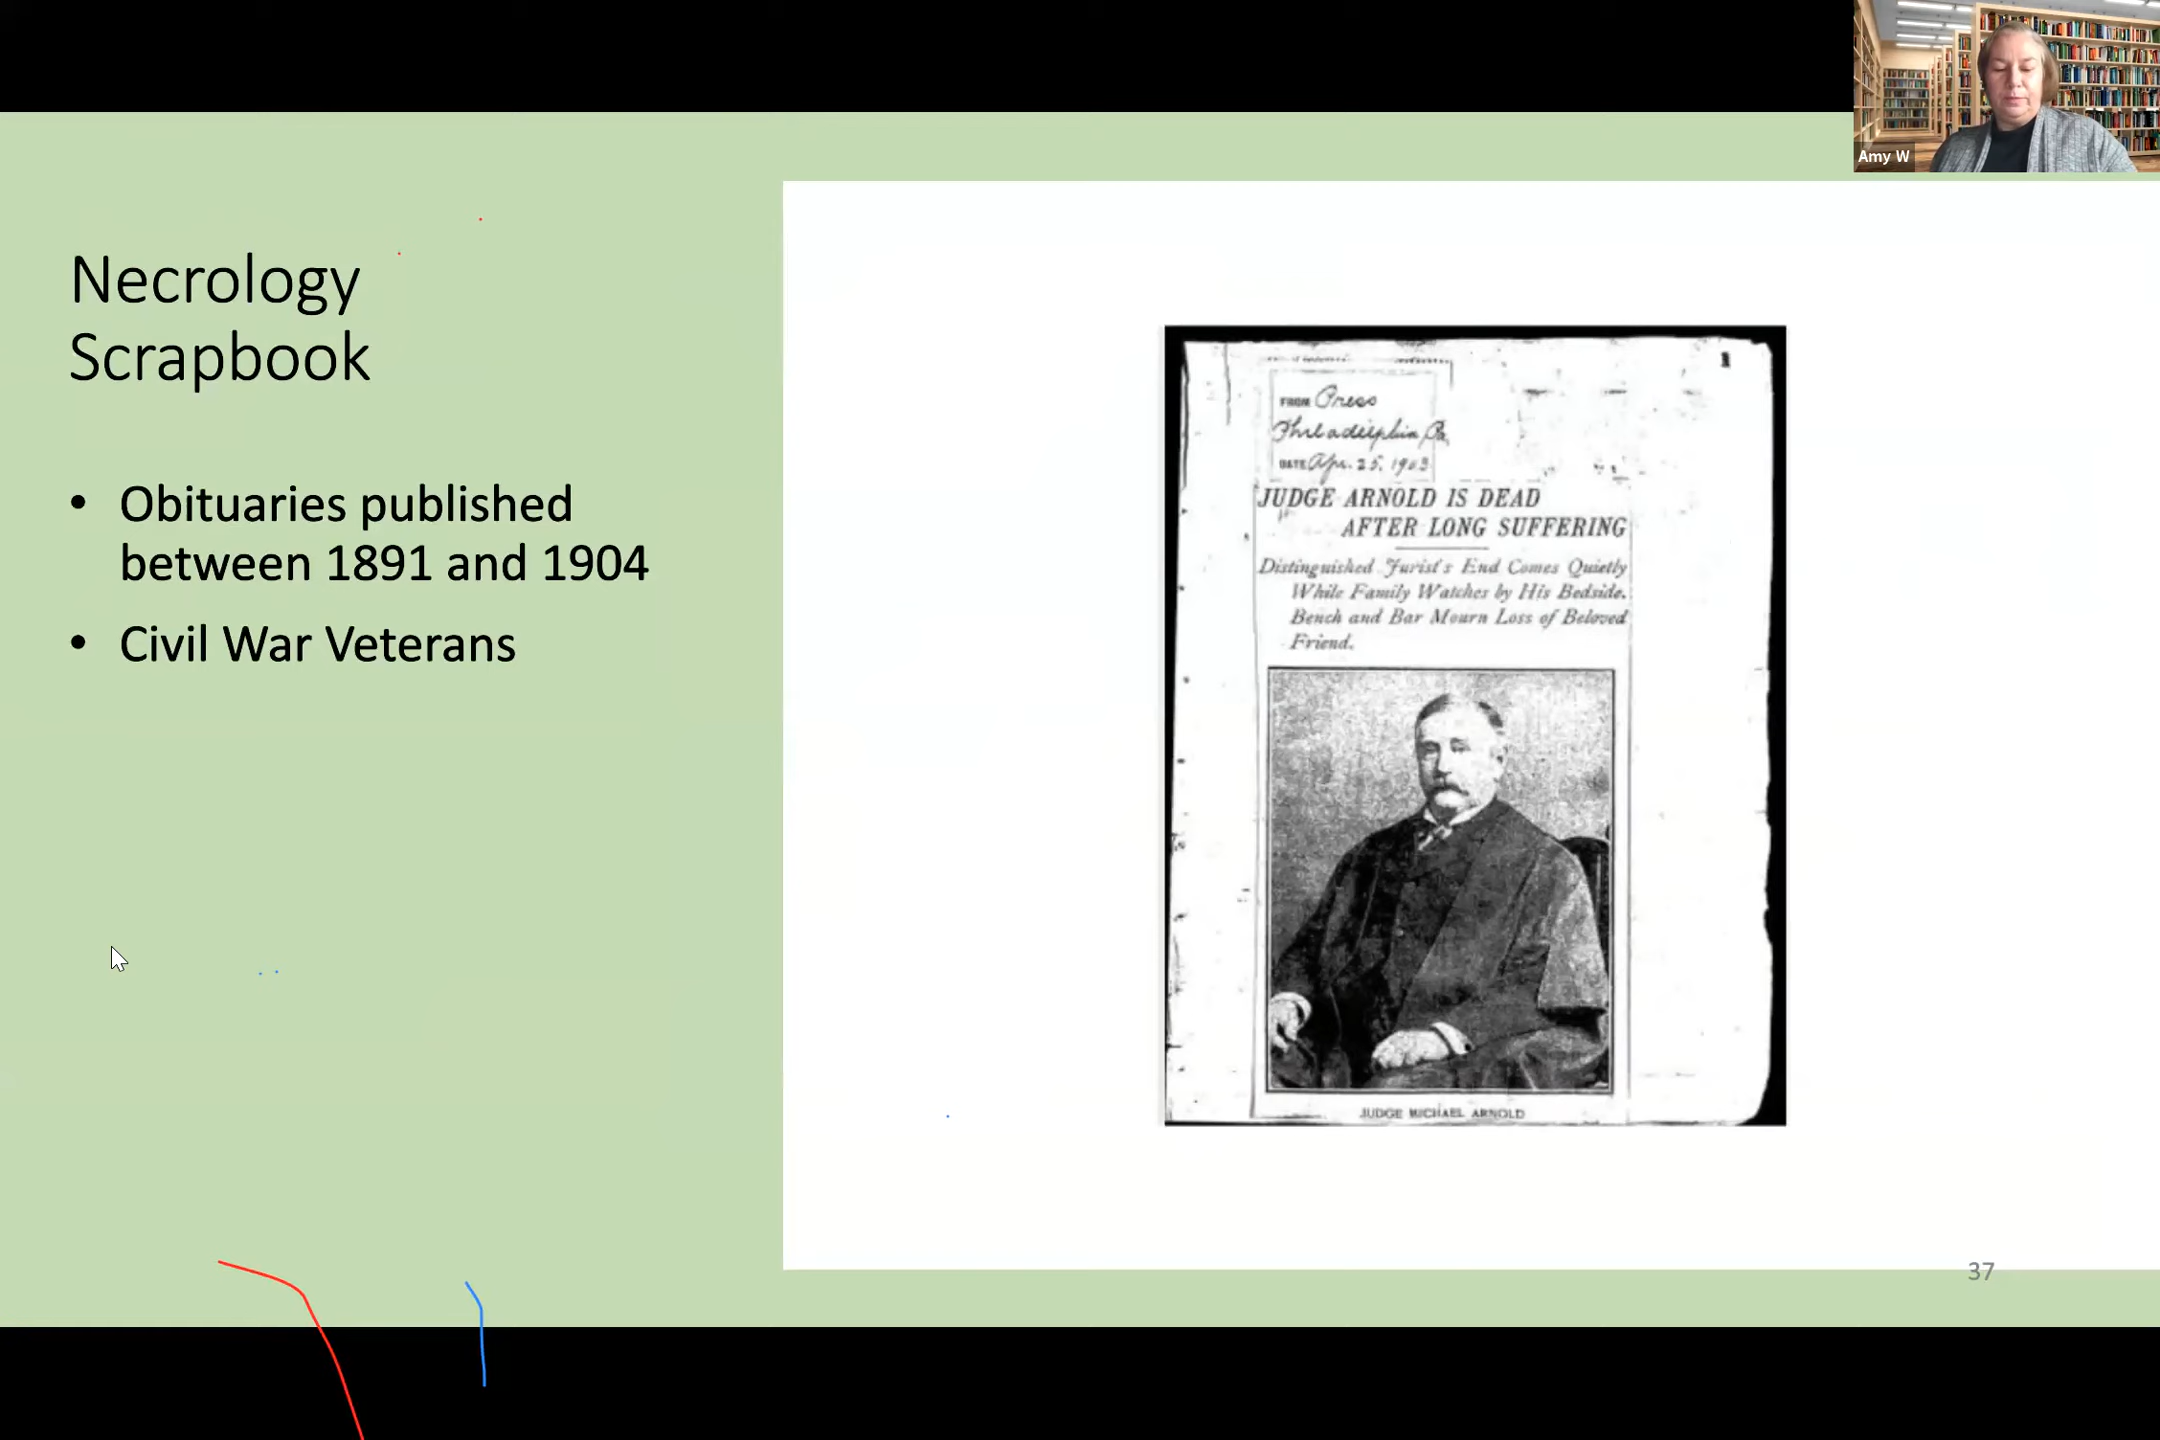 Amy W
Necrology
Scrapbook
• Obituaries published
between 1891 and 1904
• Civil War Veterans
1
FROM Press
Philadelphia Pa.
DATE Apr. 25, 1903
JUDGE ARNOLD IS DEAD
AFTER LONG SUFFERING
Distinguished Jurist's End Comes Quietly
While Family Watches by His Bedside.
Bench and Bar Mourn Loss of Beloved
Friend.
JUDGE MICHAEL ARNOLD
37